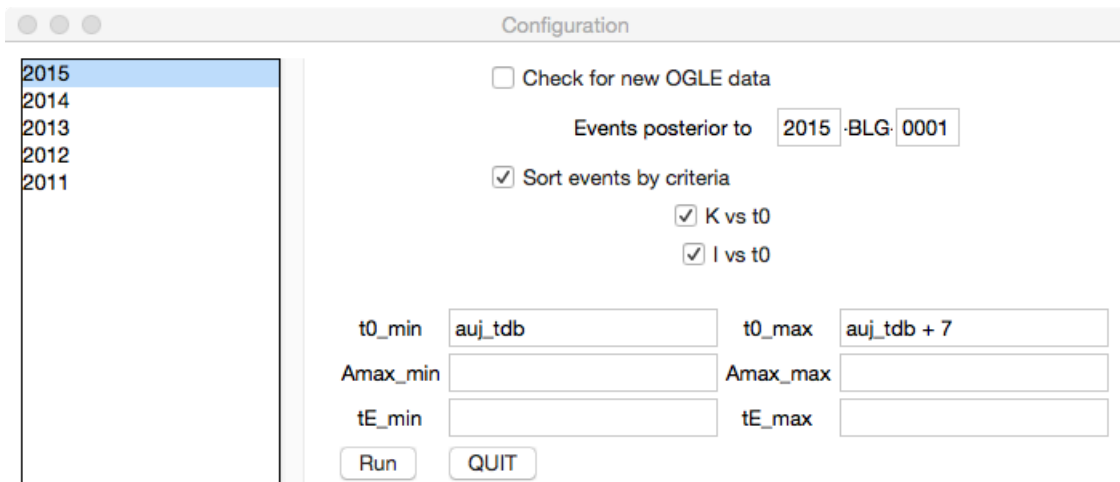 Configuration
2015
2014
2013
2012
2011
Check for new OGLE data
Events posterior to 2015 -BLG- 0001
Sort events by criteria
K vs t0
I vs t0
t0_min auj_tdb t0_max auj_tdb + 7
Amax_min Amax_max
tE_min tE_max
Run QUIT